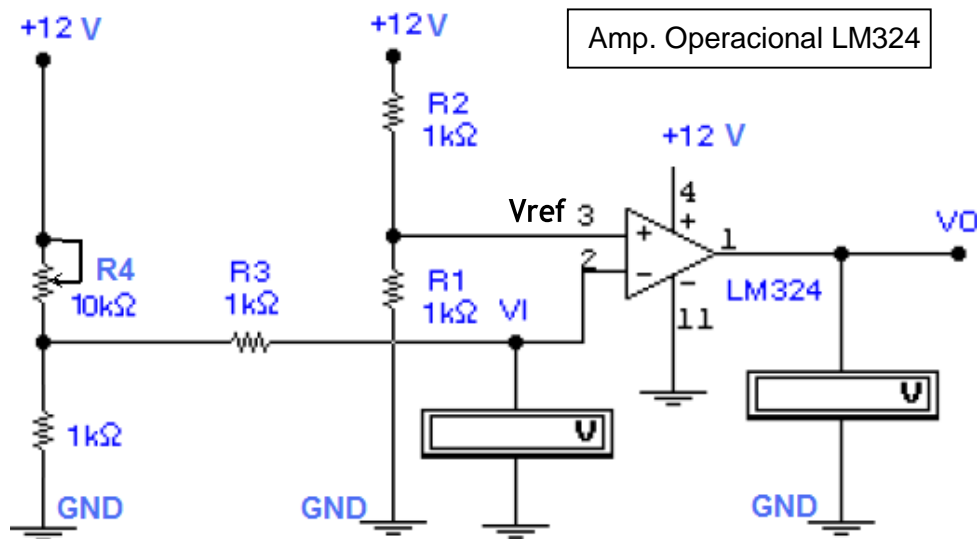 +12 V
+12 V
Amp. Operacional LM324
R2
1kΩ
+12 V
4
+
Vref
3
+
1
VO
2
−
R4
10kΩ
R3
1kΩ
R1
1kΩ
VI
−
LM324
11
V
V
1kΩ
GND
GND
GND